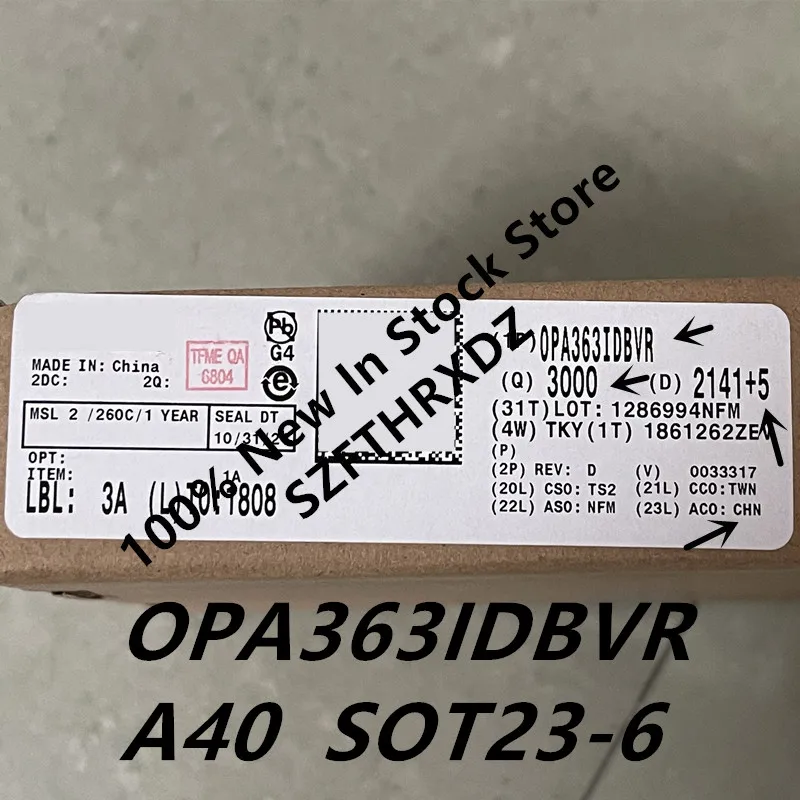 100% New In Stock Store
SZFTHRXDZ
Pb
G4
e
TFME QA
6804
MADE IN: China
2DC: 2Q:
MSL 2 /260C/1 YEAR
SEAL DT
OPT:
ITEM:
1A
LBL: 3A (L)
OPA363IDBVR
(Q) 3000 (D) 2141+5
(31T) LOT: 1286994NFM
(4W) TKY (1T) 1861262ZE
(P)
(2P) REV: D (V) 0033317
(20L) CSO: TS2 (21L) CCO: TWN
(22L) ASO: NFM (23L) ACO: CHN
OPA363IDBVR
A40 SOT23-6